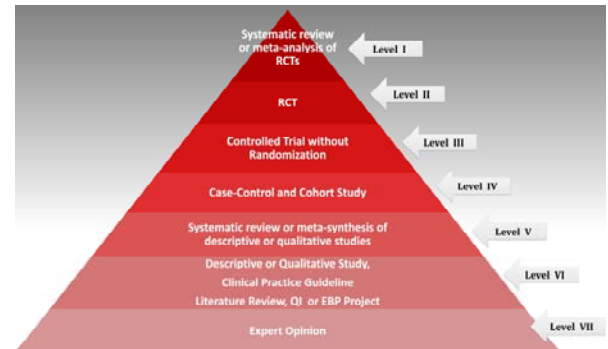 Systematic review
or meta-analysis of
RCTs
Level I
RCT
Level II
Controlled Trial without
Randomization
Level III
Case-Control and Cohort Study
Level IV
Systematic review or meta-synthesis of
descriptive or qualitative studies
Level V
Descriptive or Qualitative Study,
Clinical Practice Guideline
Literature Review, QI or EBP Project
Level VI
Expert Opinion
Level VII